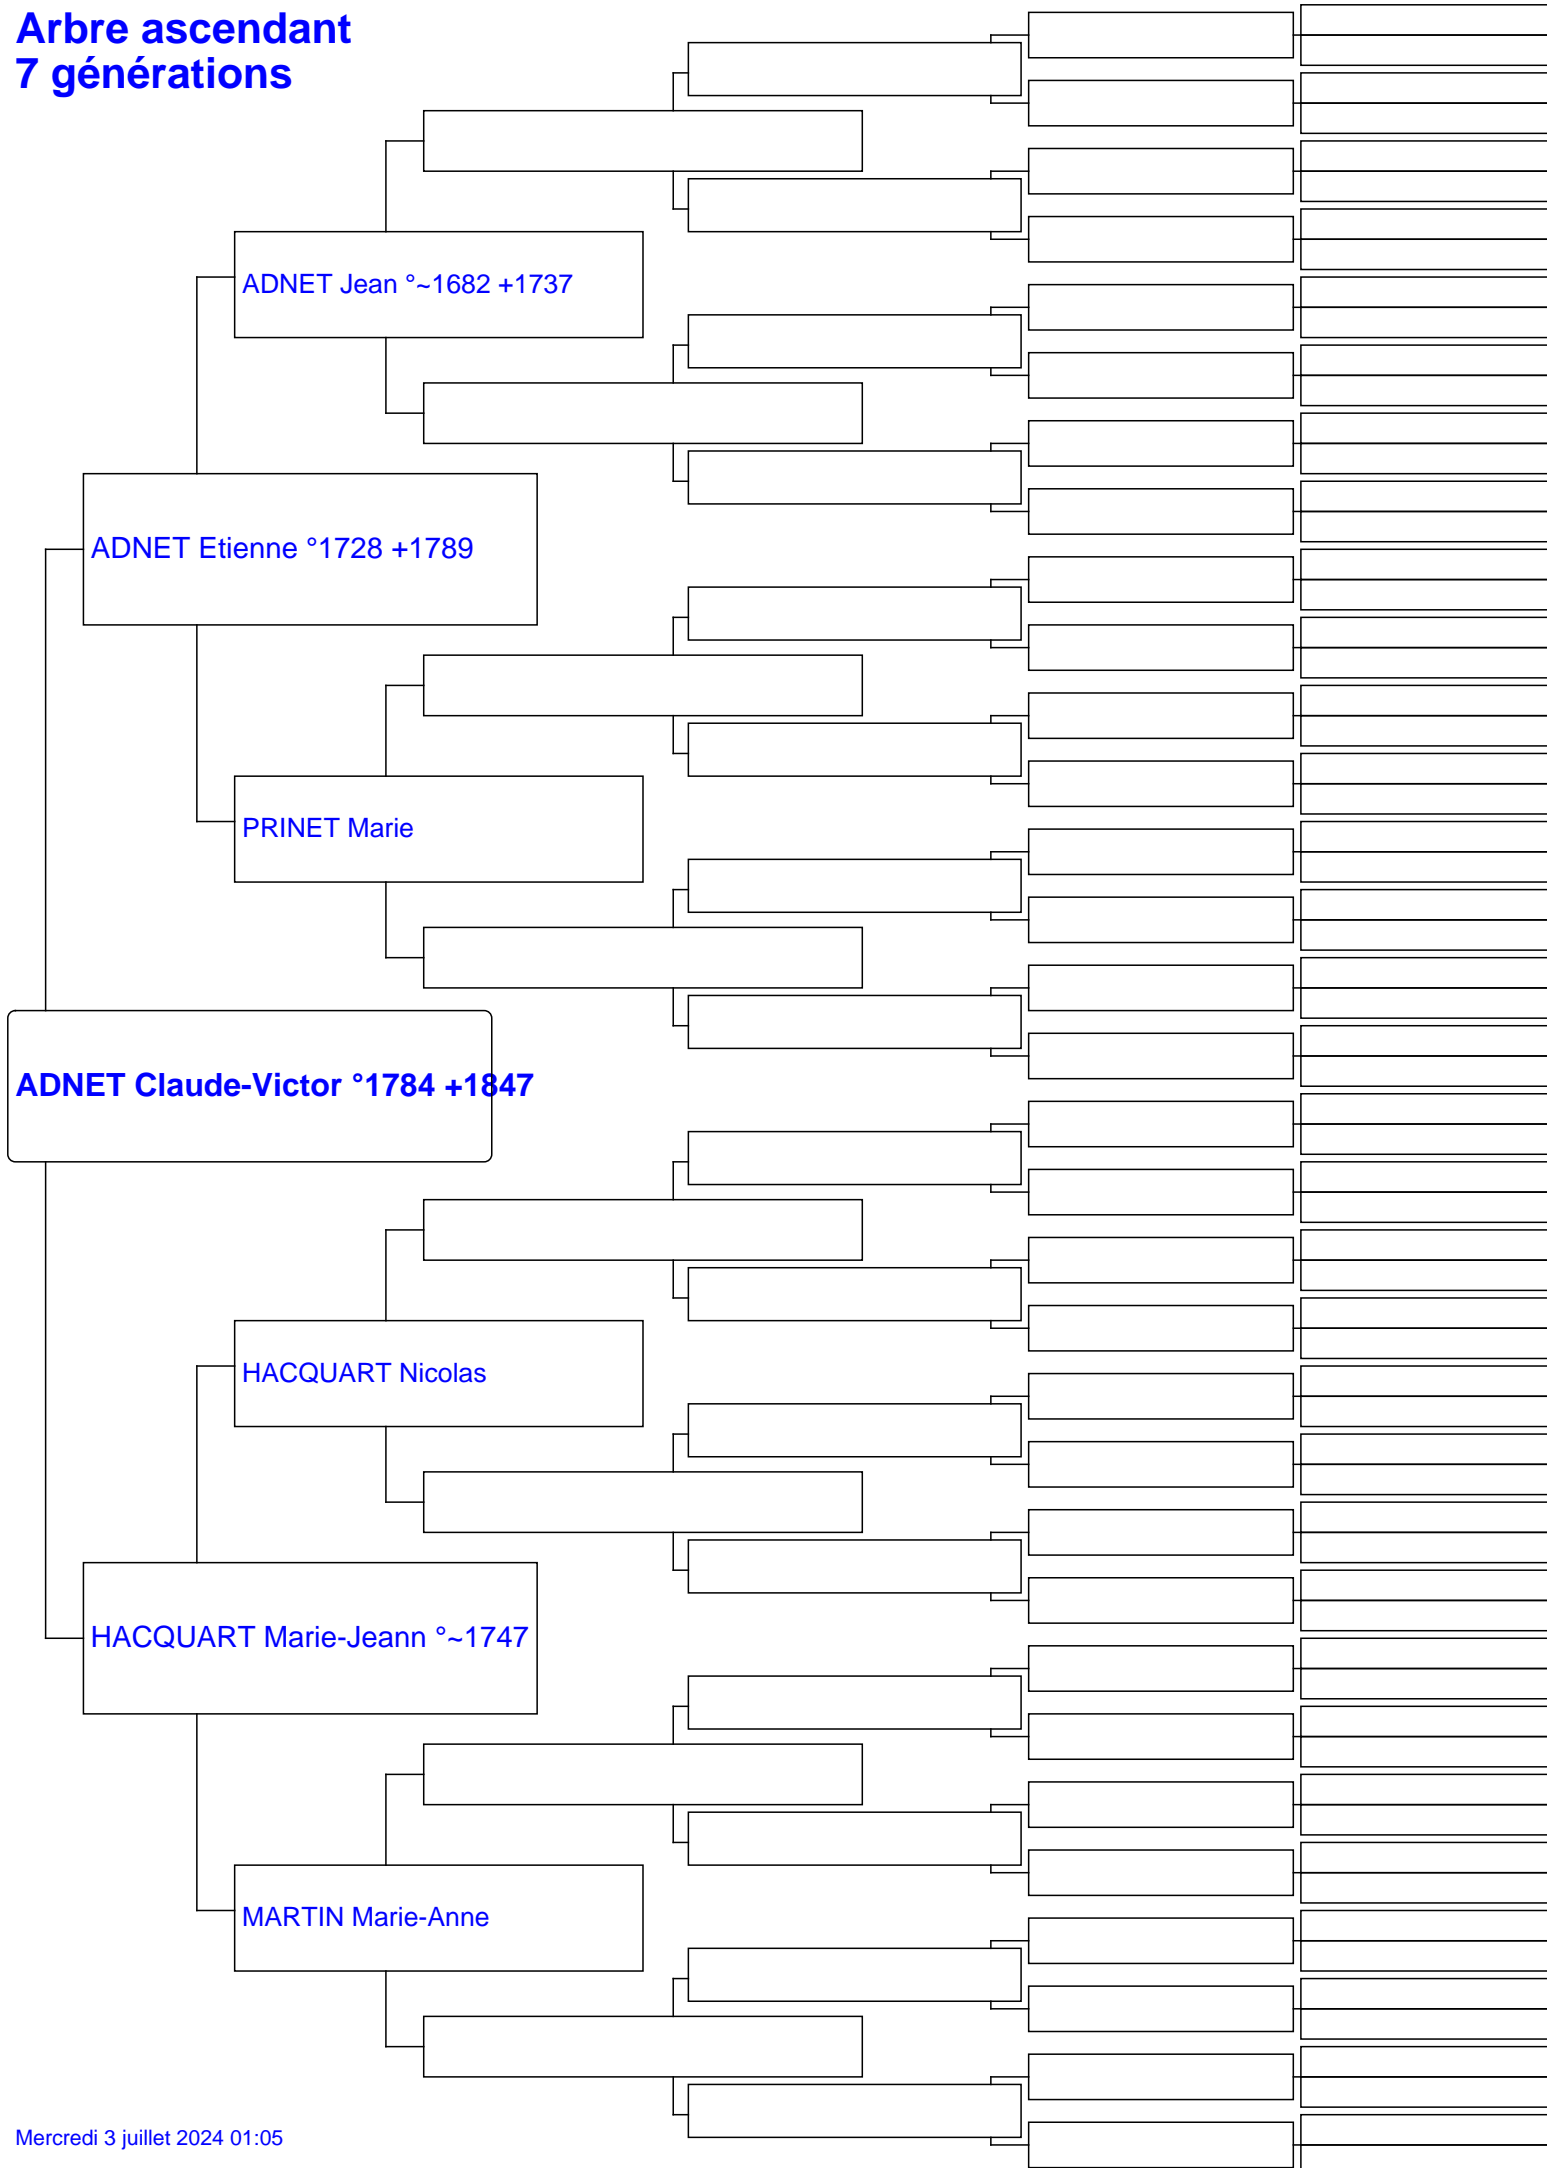 Arbre ascendant
7 générations
ADNET Jean °~1682 +1737
ADNET Etienne °1728 +1789
PRINET Marie
ADNET Claude-Victor °1784 +1847
HACQUART Nicolas
HACQUART Marie-Jeann °~1747
MARTIN Marie-Anne
Mercredi 3 juillet 2024 01:05